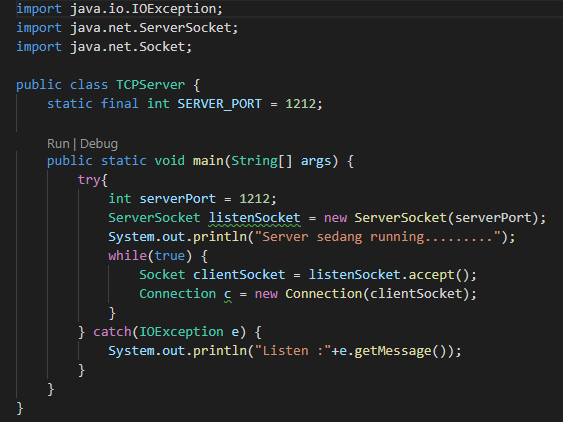 import java.io.IOException;
import java.net.ServerSocket;
import java.net.Socket;
public class TCPServer {
static final int SERVER_PORT = 1212;
Run | Debug
public static void main(String[] args) {
try{
int serverPort = 1212;
ServerSocket listenSocket = new ServerSocket(serverPort);
System.out.println("Server sedang running.........");
while(true) {
Socket clientSocket = listenSocket.accept();
Connection c = new Connection(clientSocket);
}
} catch(IOException e) {
System.out.println("Listen :"+e.getMessage());
}
}
}